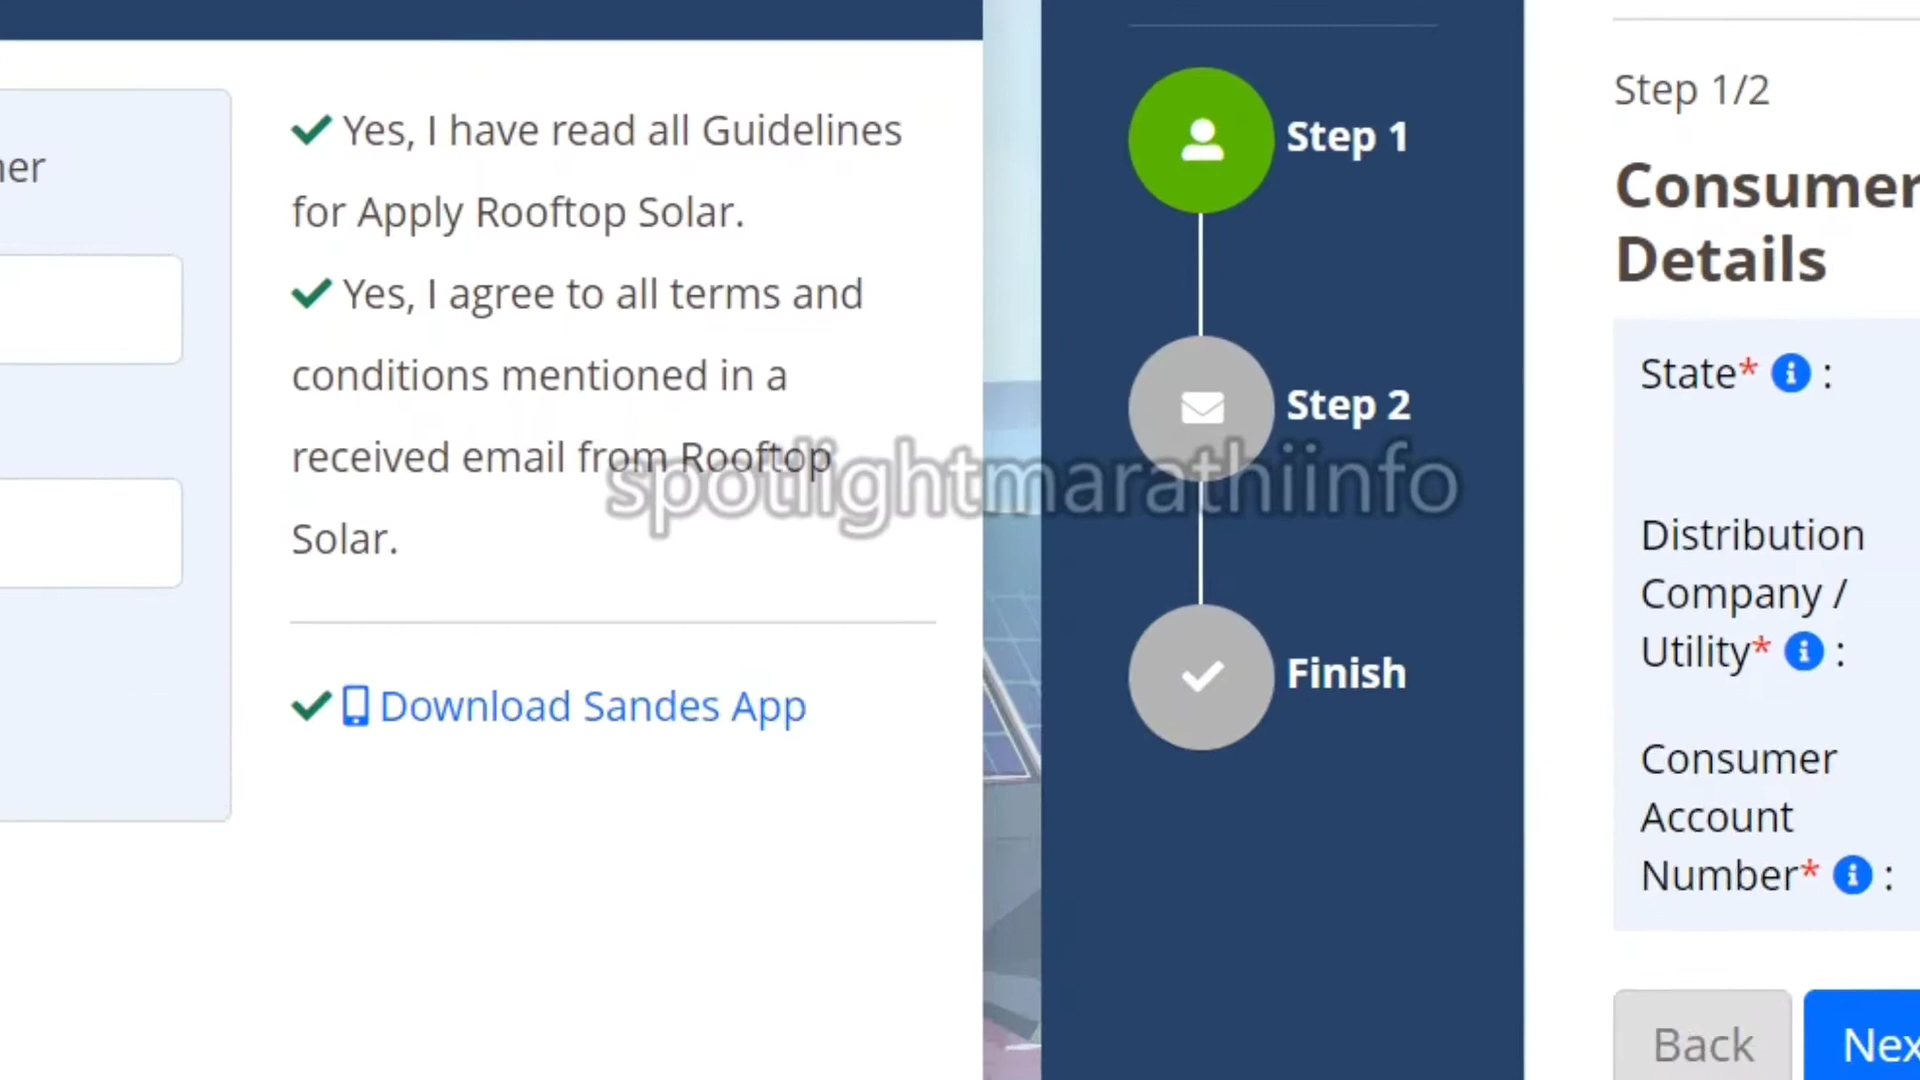 Yes, I have read all Guidelines
for Apply Rooftop Solar.
Yes, I agree to all terms and
conditions mentioned in a
received email from Rooftop
Solar.
Download Sandes App
Step 1
Step 2
Finish
Step 1/2
Consumer
Details
State* :
Distribution
Company /
Utility* :
Consumer
Account
Number* :
Back
spotlightmarathiinfo